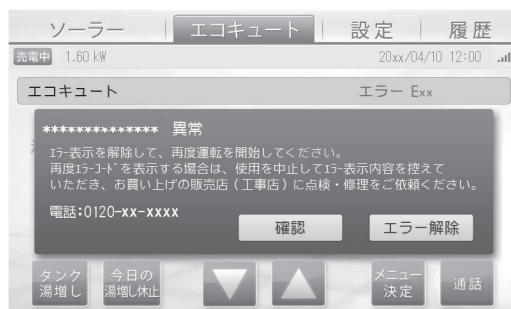 ソーラー エコキュート 設定 履歴
売電中 1.60 kW 20xx/04/10 12:00
エコキュート エラー Exx
************** 異常
ｴﾗｰ表示を解除して、再度運転を開始してください。
再度ｴﾗｰｺｰﾄﾞを表示する場合は、使用を中止してｴﾗｰ表示内容を控えて
いただき、お買い上げの販売店（工事店）に点検・修理をご依頼ください。
電話:0120-xx-xxxx
確認 エラー解除
タンク 今日の メニュー
湯増し 湯増し休止 決定 通話